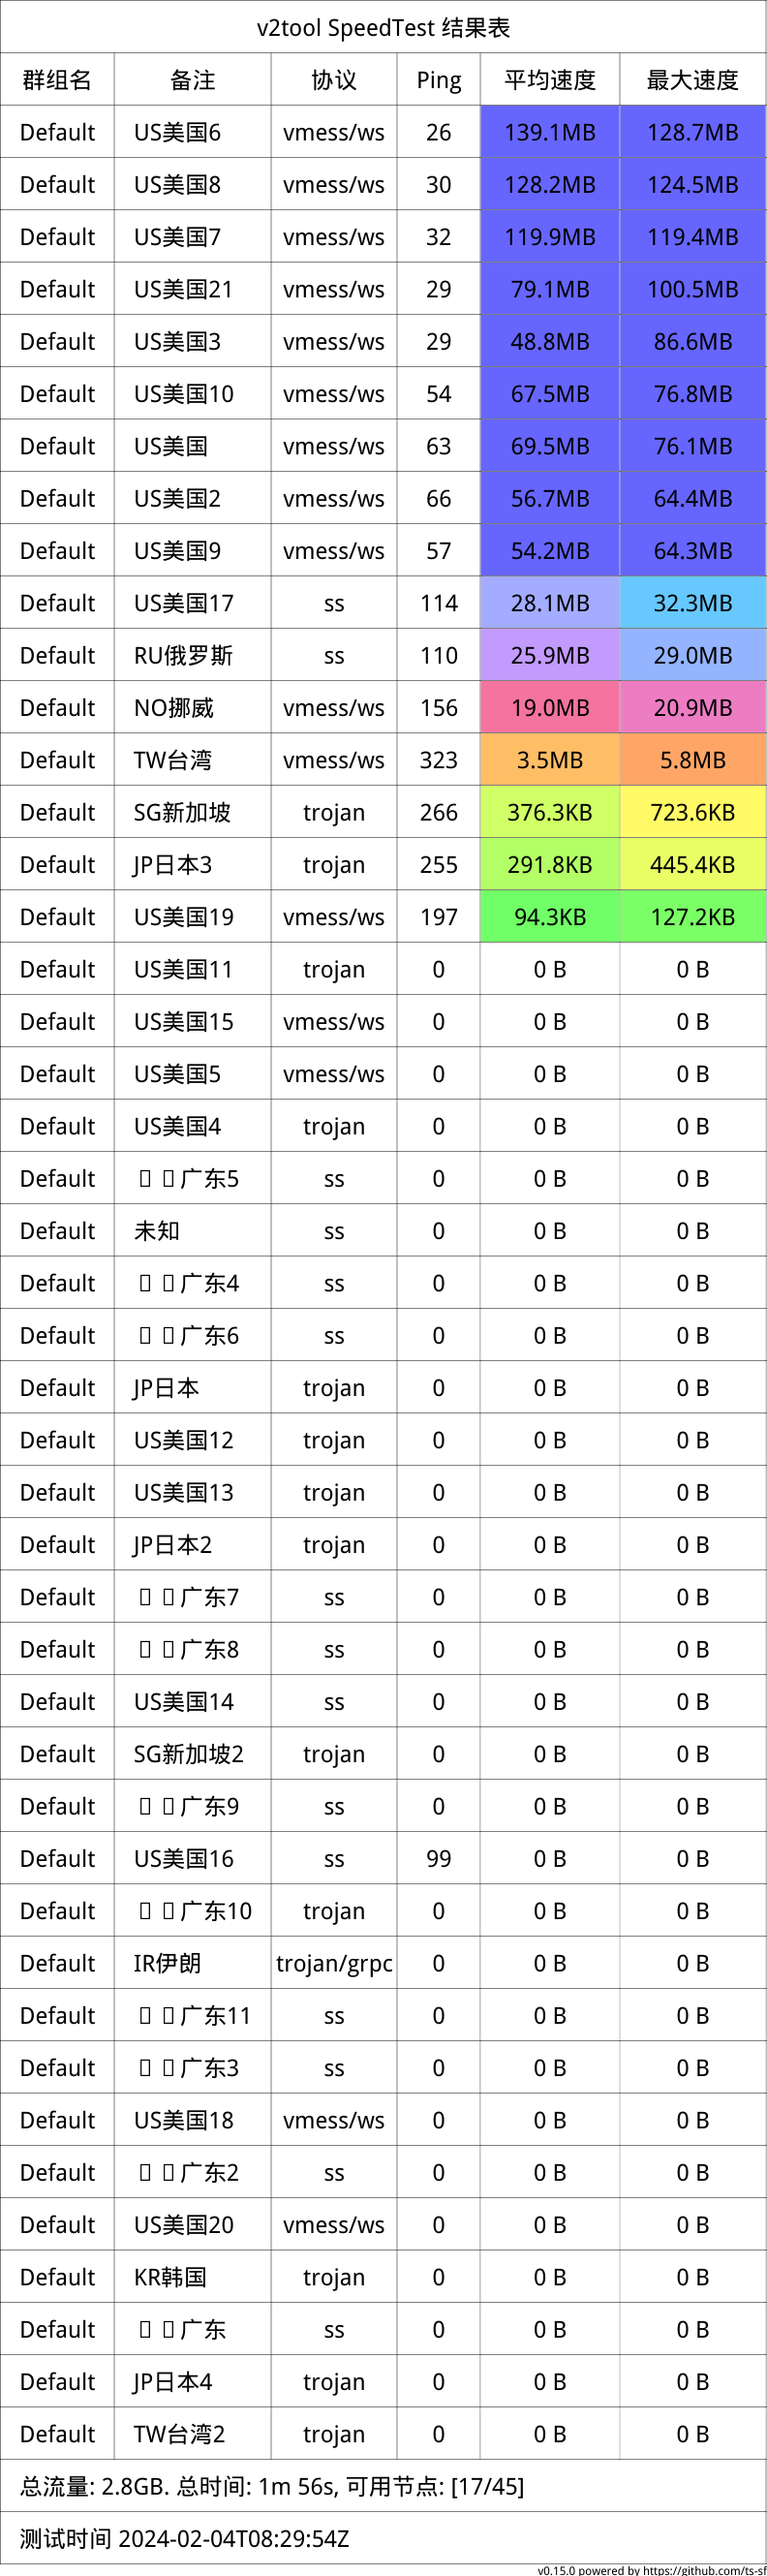 v2tool SpeedTest 结果表
群组名 备注 协议 Ping 平均速度 最大速度
Default US美国6 vmess/ws 26 139.1MB 128.7MB
Default US美国8 vmess/ws 30 128.2MB 124.5MB
Default US美国7 vmess/ws 32 119.9MB 119.4MB
Default US美国21 vmess/ws 29 79.1MB 100.5MB
Default US美国3 vmess/ws 29 48.8MB 86.6MB
Default US美国10 vmess/ws 54 67.5MB 76.8MB
Default US美国 vmess/ws 63 69.5MB 76.1MB
Default US美国2 vmess/ws 66 56.7MB 64.4MB
Default US美国9 vmess/ws 57 54.2MB 64.3MB
Default US美国17 ss 114 28.1MB 32.3MB
Default RU俄罗斯 ss 110 25.9MB 29.0MB
Default NO挪威 vmess/ws 156 19.0MB 20.9MB
Default TW台湾 vmess/ws 323 3.5MB 5.8MB
Default SG新加坡 trojan 266 376.3KB 723.6KB
Default JP日本3 trojan 255 291.8KB 445.4KB
Default US美国19 vmess/ws 197 94.3KB 127.2KB
Default US美国11 trojan 0 0 B 0 B
Default US美国15 vmess/ws 0 0 B 0 B
Default US美国5 vmess/ws 0 0 B 0 B
Default US美国4 trojan 0 0 B 0 B
Default 广东5 ss 0 0 B 0 B
Default 未知 ss 0 0 B 0 B
Default 广东4 ss 0 0 B 0 B
Default 广东6 ss 0 0 B 0 B
Default JP日本 trojan 0 0 B 0 B
Default US美国12 trojan 0 0 B 0 B
Default US美国13 trojan 0 0 B 0 B
Default JP日本2 trojan 0 0 B 0 B
Default 广东7 ss 0 0 B 0 B
Default 广东8 ss 0 0 B 0 B
Default US美国14 ss 0 0 B 0 B
Default SG新加坡2 trojan 0 0 B 0 B
Default 广东9 ss 0 0 B 0 B
Default US美国16 ss 99 0 B 0 B
Default 广东10 trojan 0 0 B 0 B
Default IR伊朗 trojan/grpc 0 0 B 0 B
Default 广东11 ss 0 0 B 0 B
Default 广东3 ss 0 0 B 0 B
Default US美国18 vmess/ws 0 0 B 0 B
Default 广东2 ss 0 0 B 0 B
Default US美国20 vmess/ws 0 0 B 0 B
Default KR韩国 trojan 0 0 B 0 B
Default 广东 ss 0 0 B 0 B
Default JP日本4 trojan 0 0 B 0 B
Default TW台湾2 trojan 0 0 B 0 B
总流量: 2.8GB. 总时间: 1m 56s, 可用节点: [17/45]
测试时间 2024-02-04T08:29:54Z
v0.15.0 powered by https://github.com/ts-sf